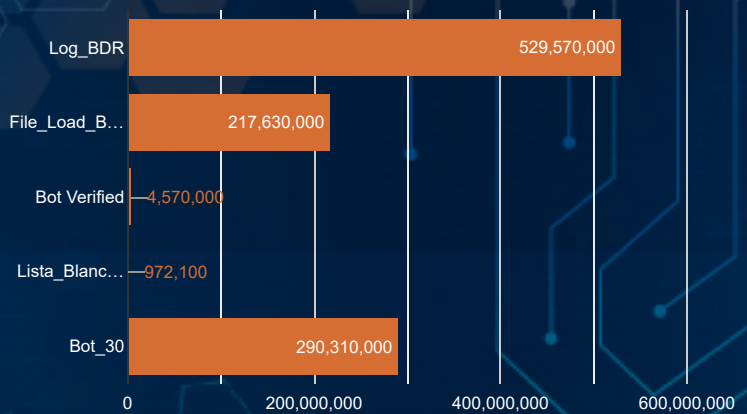 Log_BDR 529,570,000
File_Load_B… 217,630,000
Bot Verified 4,570,000
Lista_Blanc… 972,100
Bot_30 290,310,000
0 200,000,000 400,000,000 600,000,000